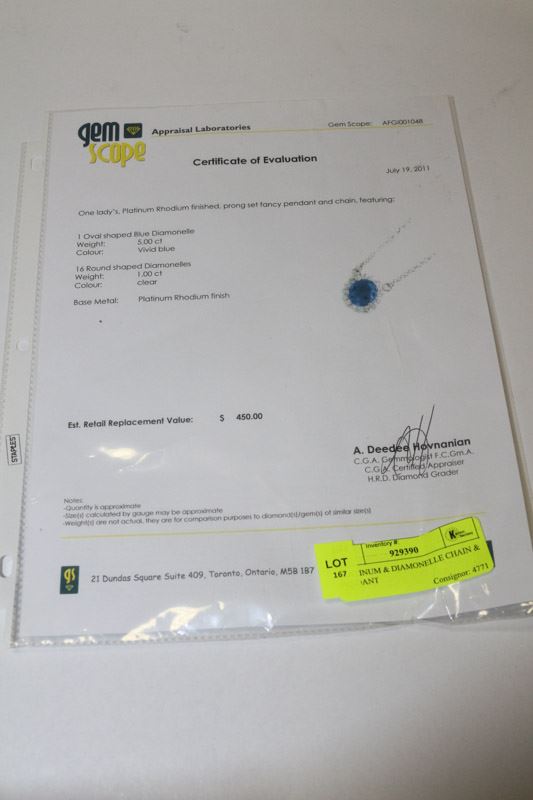 gem scope
Appraisal Laboratories
Gem Scope: AFGI001048
Certificate of Evaluation
July 19, 2011
One lady's, Platinum Rhodium finished, prong set fancy pendant and chain, featuring:
1 Oval shaped Blue Diamonelle
Weight: 5.00 ct
Colour: Vivid blue
16 Round shaped Diamonelles
Weight: 1.00 ct
Colour: clear
Base Metal: Platinum Rhodium finish
Est. Retail Replacement Value: $ 450.00
A. Deedee Hovnanian
C.G.A. Gemmologist F.C.Gm.A.
C.G.A. Certified Appraiser
H.R.D. Diamond Grader
STAPLES
Notes:
-Quantity is approximate
-Size(s) calculated by gauge may be approximate
-Weight(s) are not actual, they are for comparison purposes to diamond(s)/gem(s) of similar size(s)
gs
21 Dundas Square Suite 409, Toronto, Ontario, M5B 1B7
LOT 167
Inventory #: 929390
INUM & DIAMONELLE CHAIN &
ANT
Consignor: 4771